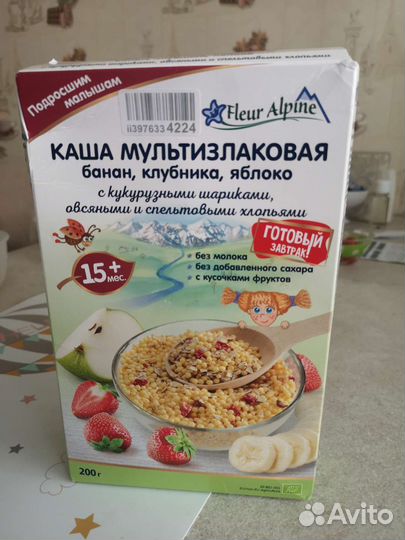 Подросшим малышам
ii3976334224
Fleur Alpine
КАША МУЛЬТИЗЛАКОВАЯ
банан, клубника, яблоко
с кукурузными шариками,
овсяными и спельтовыми хлопьями
ГОТОВЫЙ
ЗАВТРАК!
15+
мес.
• без молока
• без добавленного сахара
• с кусочками фруктов
200 г
Avito